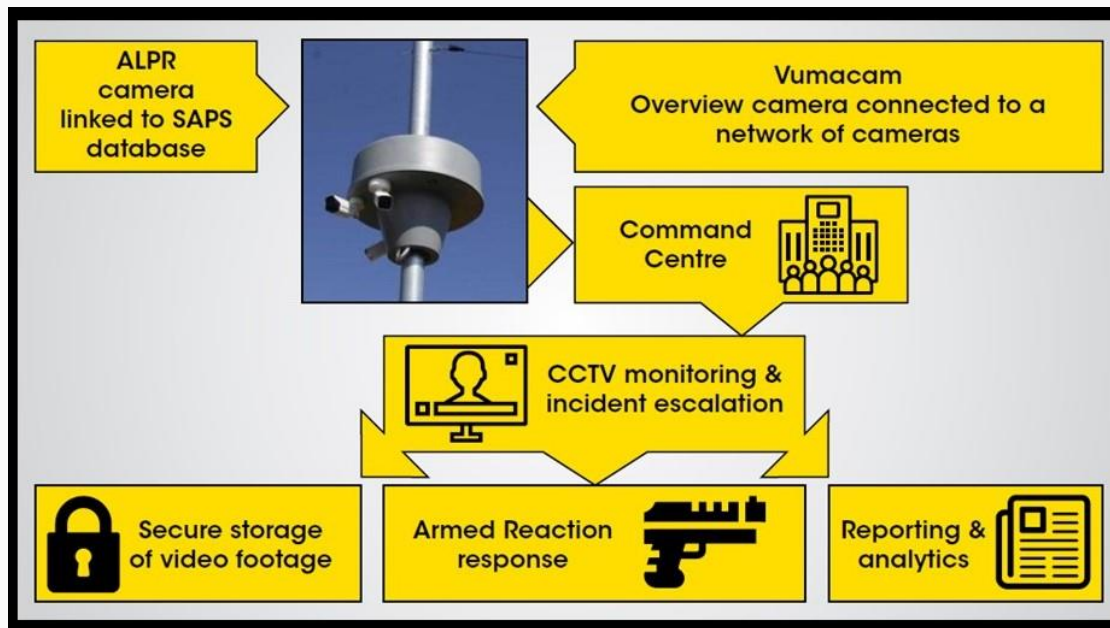 ALPR
camera
linked to SAPS
database
Vumacam
Overview camera connected to a
network of cameras
Command
Centre
CCTV monitoring &
incident escalation
Secure storage
of video footage
Armed Reaction
response
Reporting &
analytics